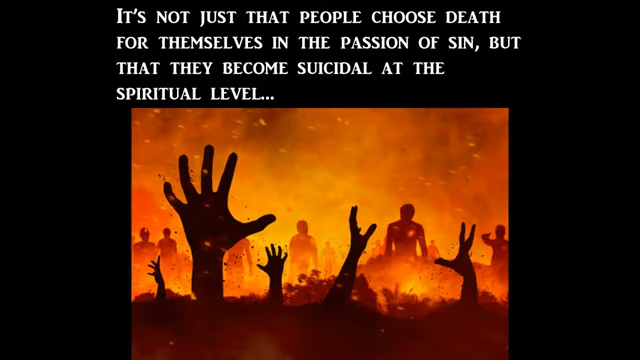 It's not just that people choose death
for themselves in the passion of sin, but
that they become suicidal at the
spiritual level...